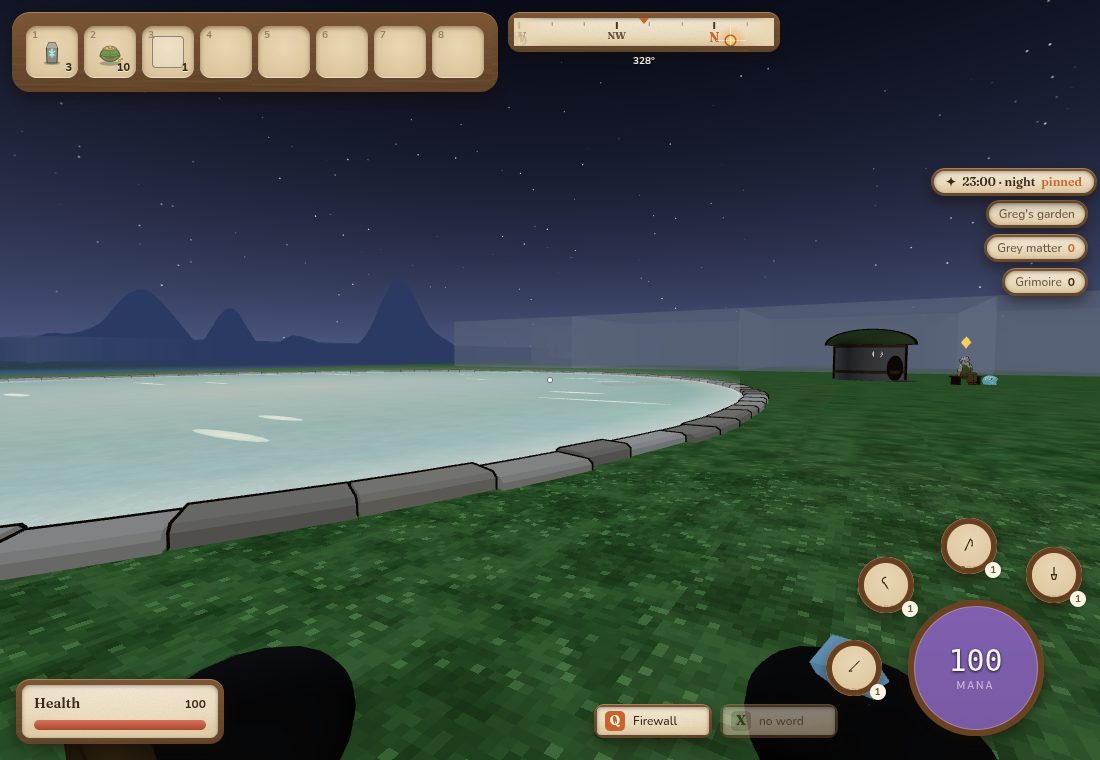 1 2 3 4 5 6 7 8
3 10 1
NW N
328°
23:00 · night pinned
Greg's garden
Grey matter 0
Grimoire 0
1
1
1
1
100
MANA
Health 100
Q Firewall X no word